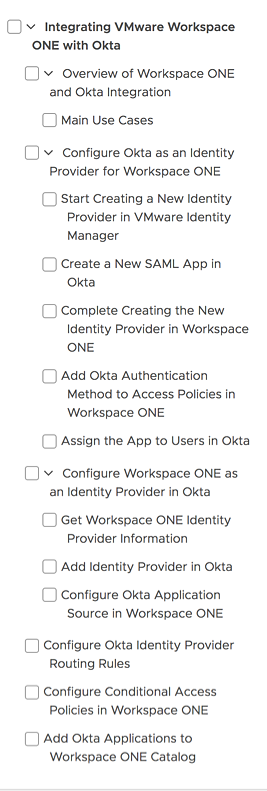 Integrating VMware Workspace
ONE with Okta
Overview of Workspace ONE
and Okta Integration
Main Use Cases
Configure Okta as an Identity
Provider for Workspace ONE
Start Creating a New Identity
Provider in VMware Identity
Manager
Create a New SAML App in
Okta
Complete Creating the New
Identity Provider in Workspace
ONE
Add Okta Authentication
Method to Access Policies in
Workspace ONE
Assign the App to Users in Okta
Configure Workspace ONE as
an Identity Provider in Okta
Get Workspace ONE Identity
Provider Information
Add Identity Provider in Okta
Configure Okta Application
Source in Workspace ONE
Configure Okta Identity Provider
Routing Rules
Configure Conditional Access
Policies in Workspace ONE
Add Okta Applications to
Workspace ONE Catalog